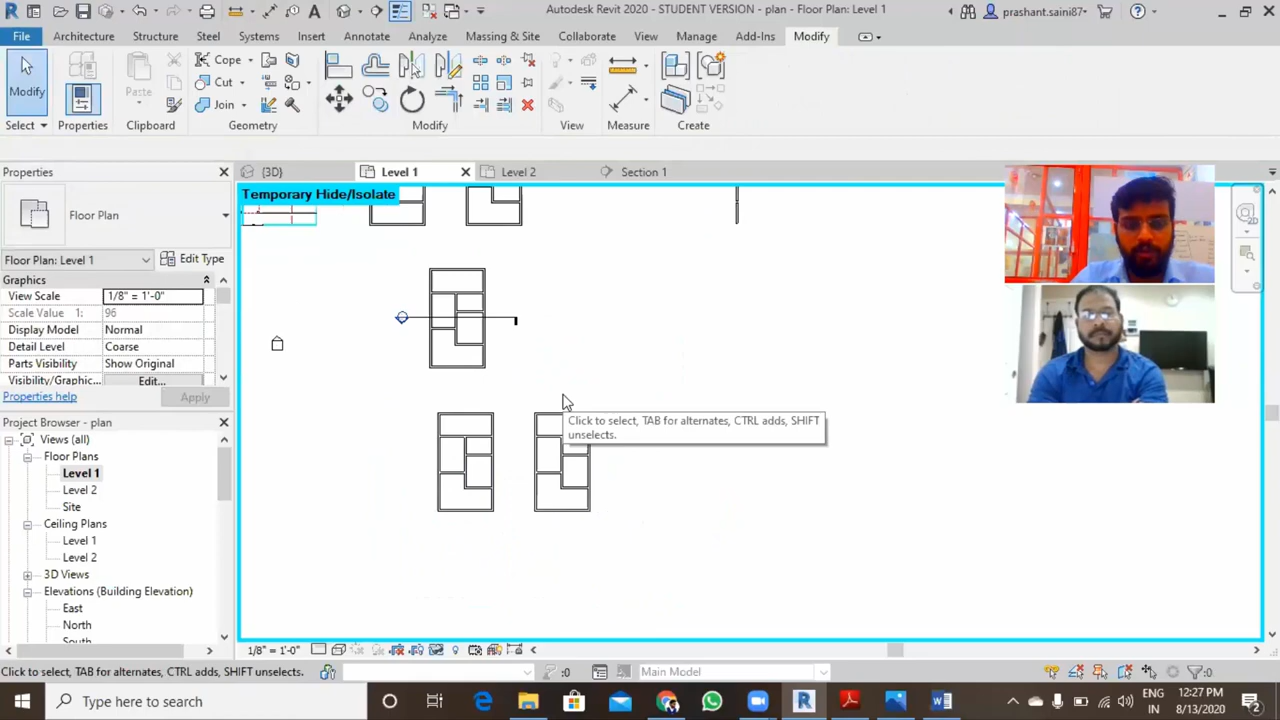 Autodesk Revit 2020 - STUDENT VERSION - plan - Floor Plan: Level 1
prashant.saini87
File
Architecture
Structure
Steel
Systems
Insert
Annotate
Analyze
Massing & Site
Collaborate
View
Manage
Add-Ins
Modify
Modify
Paste
Cope
Cut
Join
Select
Properties
Clipboard
Geometry
Modify
View
Measure
Create
Properties
{3D}
Level 1
Level 2
Section 1
Floor Plan
Floor Plan: Level 1
Edit Type
Graphics
View Scale
1/8" = 1'-0"
Scale Value 1:
96
Display Model
Normal
Detail Level
Coarse
Parts Visibility
Show Original
Visibility/Graphic...
Edit...
Properties help
Apply
Project Browser - plan
Views (all)
Floor Plans
Level 1
Level 2
Site
Ceiling Plans
Level 1
Level 2
3D Views
Elevations (Building Elevation)
East
North
South
Temporary Hide/Isolate
2D
Click to select, TAB for alternates, CTRL adds, SHIFT
unselects.
1/8" = 1'-0"
Click to select, TAB for alternates, CTRL adds, SHIFT unselects.
:0
Main Model
:0
Type here to search
ENG
IN
12:27 PM
8/13/2020
2